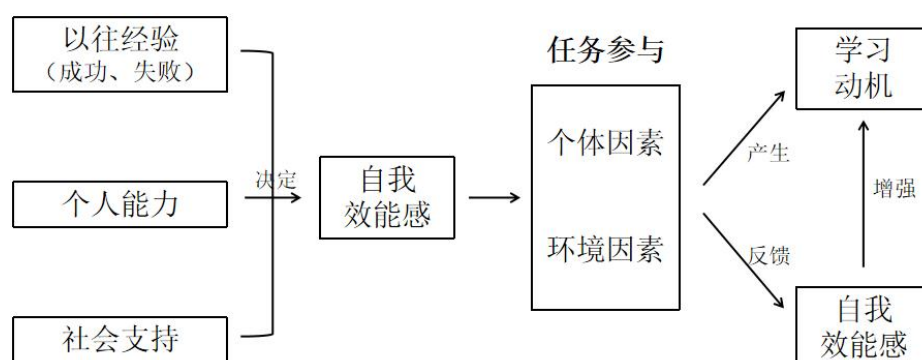 以往经验
（成功、失败）
个人能力
社会支持
决定
自我
效能感
任务参与
个体因素
环境因素
产生
反馈
学习
动机
增强
自我
效能感